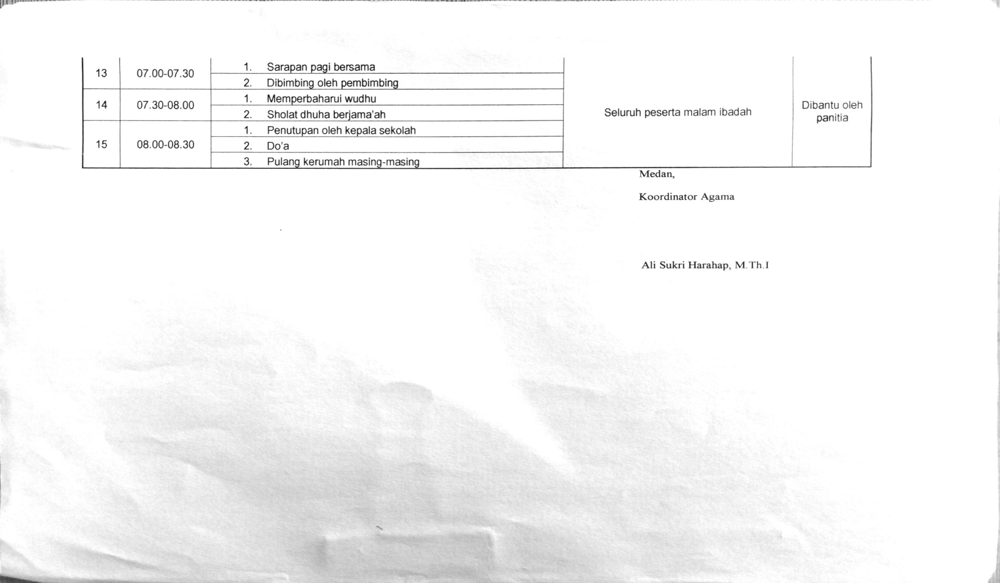 13 07.00-07.30 1. Sarapan pagi bersama
2. Dibimbing oleh pembimbing
14 07.30-08.00 1. Memperbaharui wudhu
2. Sholat dhuha berjama'ah
15 08.00-08.30 1. Penutupan oleh kepala sekolah
2. Do'a
3. Pulang kerumah masing-masing
Seluruh peserta malam ibadah
Dibantu oleh
panitia
Medan,
Koordinator Agama
Ali Sukri Harahap, M.Th.I